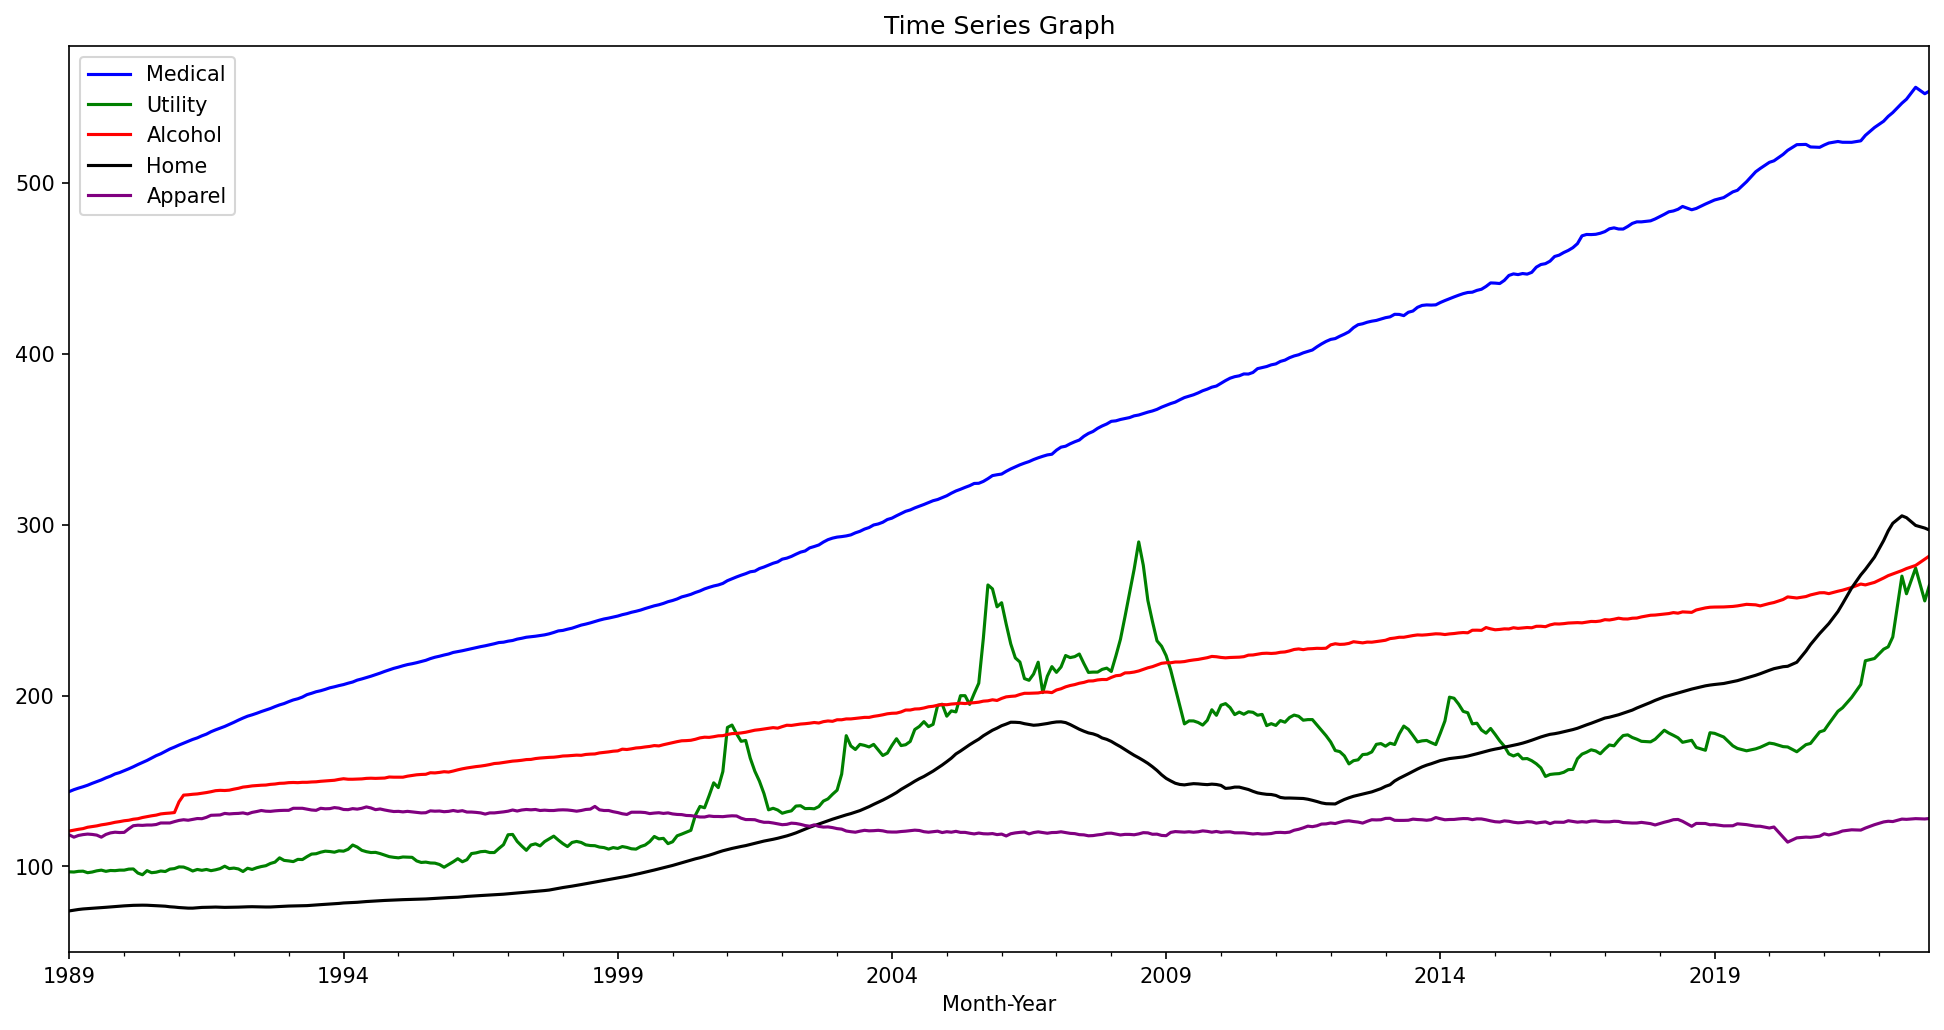 Time Series Graph
Medical
Utility
Alcohol
Home
Apparel
500
400
300
200
100
1989 1994 1999 2004 2009 2014 2019
Month-Year